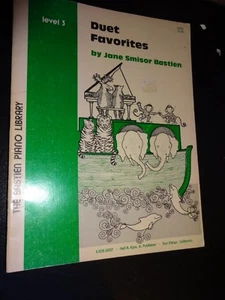 level 3
Duet
Favorites
by Jane Smisor Bastien
THE BASTIEN PIANO LIBRARY